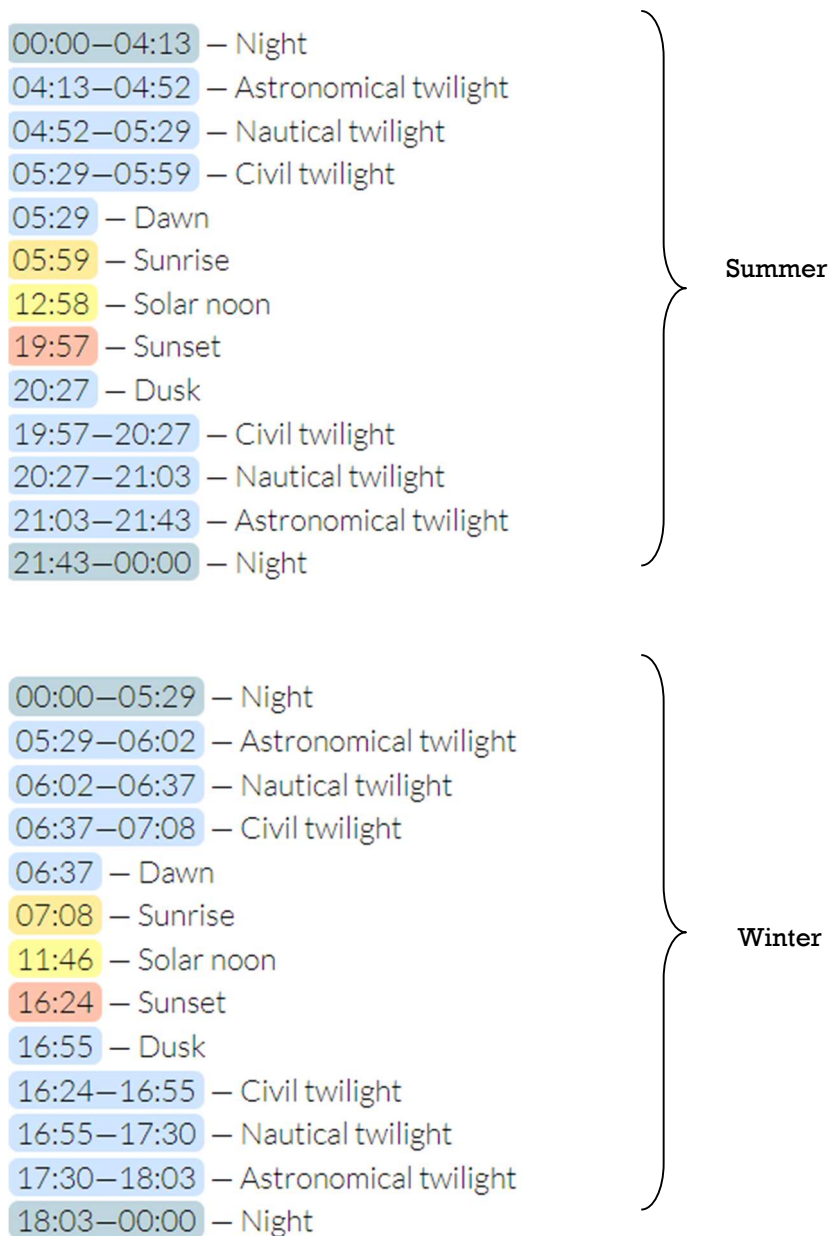 00:00—04:13 — Night
04:13—04:52 — Astronomical twilight
04:52—05:29 — Nautical twilight
05:29—05:59 — Civil twilight
05:29 — Dawn
05:59 — Sunrise
12:58 — Solar noon
19:57 — Sunset
20:27 — Dusk
19:57—20:27 — Civil twilight
20:27—21:03 — Nautical twilight
21:03—21:43 — Astronomical twilight
21:43—00:00 — Night
Summer
00:00—05:29 — Night
05:29—06:02 — Astronomical twilight
06:02—06:37 — Nautical twilight
06:37—07:08 — Civil twilight
06:37 — Dawn
07:08 — Sunrise
11:46 — Solar noon
16:24 — Sunset
16:55 — Dusk
16:24—16:55 — Civil twilight
16:55—17:30 — Nautical twilight
17:30—18:03 — Astronomical twilight
18:03—00:00 — Night
Winter